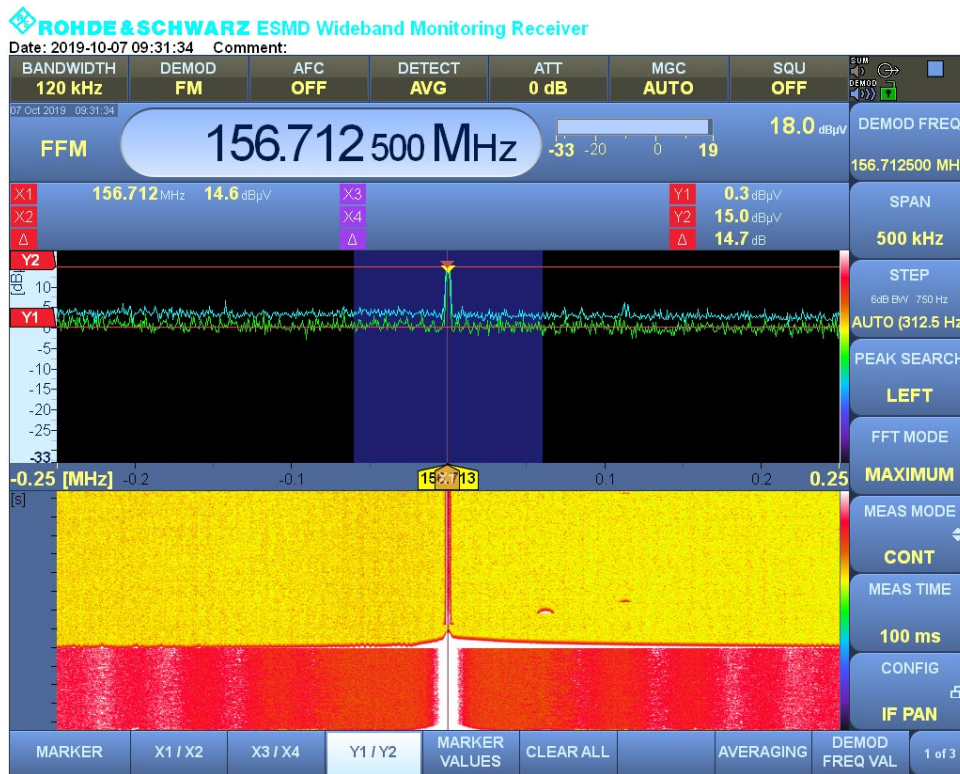 ROHDE & SCHWARZ ESMD Wideband Monitoring Receiver
Date: 2019-10-07 09:31:34 Comment:
BANDWIDTH DEMOD AFC DETECT ATT MGC SQU
120 kHz FM OFF AVG 0 dB AUTO OFF
SUM
DEMOD
07 Oct 2019 09:31:34
FFM 156.712 500 MHz
-33 -20 0 19
18.0 dBµV
DEMOD FREQ
156.712500 MH
X1 156.712 MHz 14.6 dBµV X3 Y1 0.3 dBµV
X2 X4 Y2 15.0 dBµV
Δ Δ Δ 14.7 dB
SPAN
500 kHz
Y2
[dBµ
10
5
Y1
-5
-10
-15
-20
-25
-33
STEP
6dB BW 750 Hz
AUTO (312.5 Hz
PEAK SEARCH
LEFT
FFT MODE
MAXIMUM
-0.25 [MHz] -0.2 -0.1 156.713 0.1 0.2 0.25
[s]
MEAS MODE
CONT
MEAS TIME
100 ms
CONFIG
IF PAN
MARKER X1 / X2 X3 / X4 Y1 / Y2 MARKER VALUES CLEAR ALL AVERAGING DEMOD FREQ VAL 1 of 3